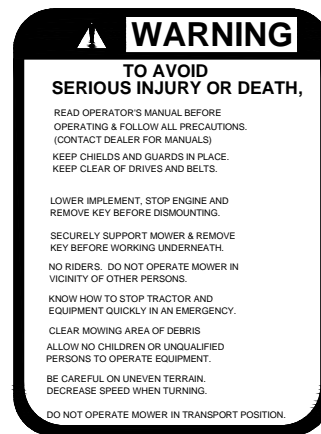 WARNING
TO AVOID
SERIOUS INJURY OR DEATH,
READ OPERATOR'S MANUAL BEFORE
OPERATING & FOLLOW ALL PRECAUTIONS.
(CONTACT DEALER FOR MANUALS)
KEEP CHIELDS AND GUARDS IN PLACE.
KEEP CLEAR OF DRIVES AND BELTS.
LOWER IMPLEMENT, STOP ENGINE AND
REMOVE KEY BEFORE DISMOUNTING.
SECURELY SUPPORT MOWER & REMOVE
KEY BEFORE WORKING UNDERNEATH.
NO RIDERS. DO NOT OPERATE MOWER IN
VICINITY OF OTHER PERSONS.
KNOW HOW TO STOP TRACTOR AND
EQUIPMENT QUICKLY IN AN EMERGENCY.
CLEAR MOWING AREA OF DEBRIS
ALLOW NO CHILDREN OR UNQUALIFIED
PERSONS TO OPERATE EQUIPMENT.
BE CAREFUL ON UNEVEN TERRAIN.
DECREASE SPEED WHEN TURNING.
DO NOT OPERATE MOWER IN TRANSPORT POSITION.